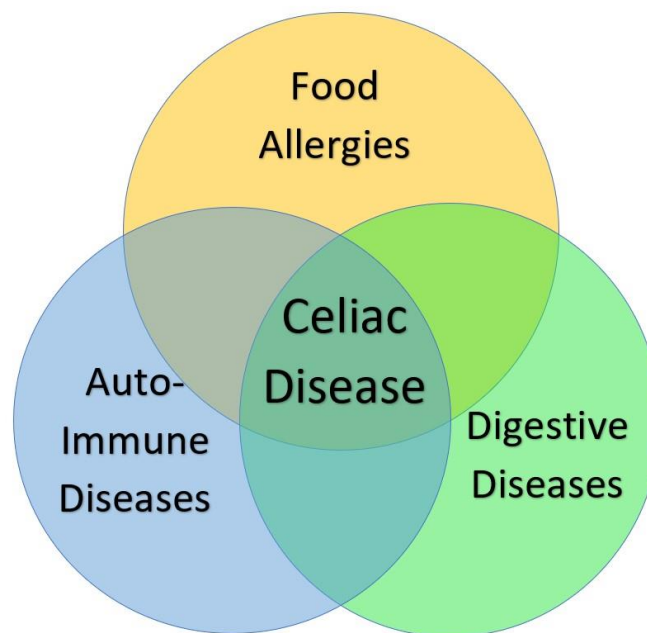 Food
Allergies
Celiac
Disease
Auto-
Immune
Diseases
Digestive
Diseases